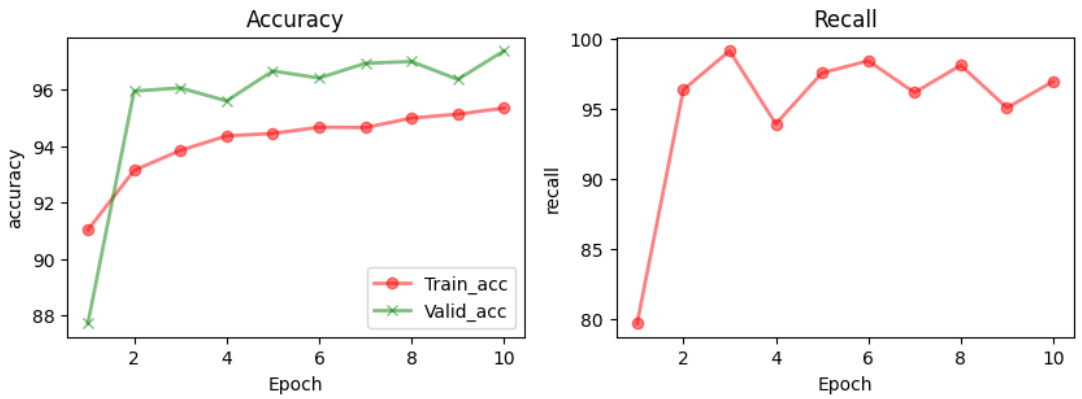 Accuracy
accuracy
96
94
92
90
88
2
4
6
8
10
Epoch
Train_acc
Valid_acc
Recall
recall
100
95
90
85
80
2
4
6
8
10
Epoch